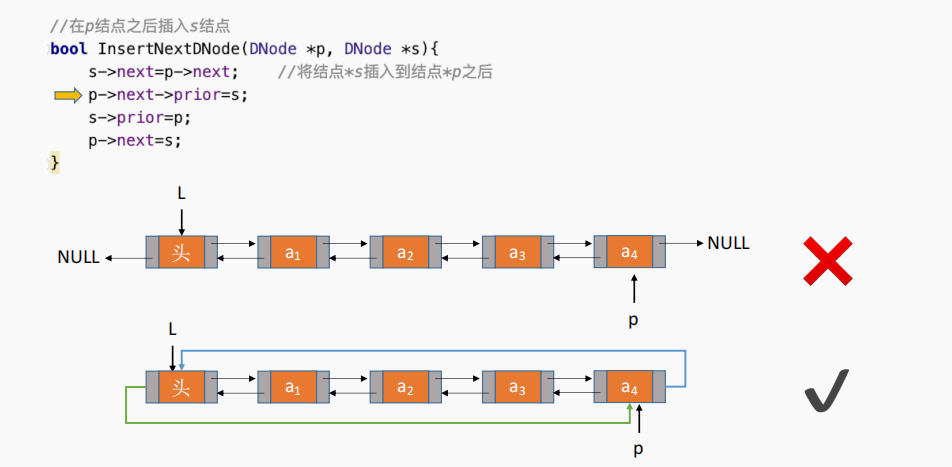 //在p结点之后插入s结点
bool InsertNextDNode(DNode *p, DNode *s){
s->next=p->next; //将结点*s插入到结点*p之后
p->next->prior=s;
s->prior=p;
p->next=s;
}
L
NULL 头 a1 a2 a3 a4 NULL
p
L
头 a1 a2 a3 a4
p